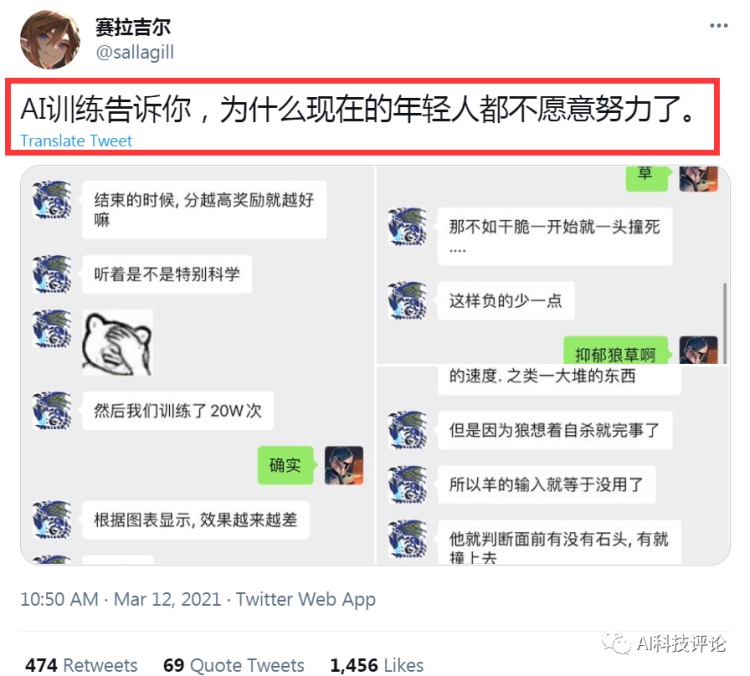 赛拉吉尔
@sallagill
AI训练告诉你，为什么现在的年轻人都不愿意努力了。
Translate Tweet
结束的时候, 分越高奖励就越好
嘛
听着是不是特别科学
然后我们训练了20W次
确实
根据图表显示, 效果越来越差
草
那不如干脆一开始就一头撞死
....
这样负的少一点
抑郁狼草啊
的速度. 之类一大堆的东西
但是因为狼想着自杀就完事了
所以羊的输入就等于没用了
他就判断面前有没有石头, 有就
撞上去
10:50 AM · Mar 12, 2021 · Twitter Web App
474 Retweets 69 Quote Tweets 1,456 Likes
AI科技评论